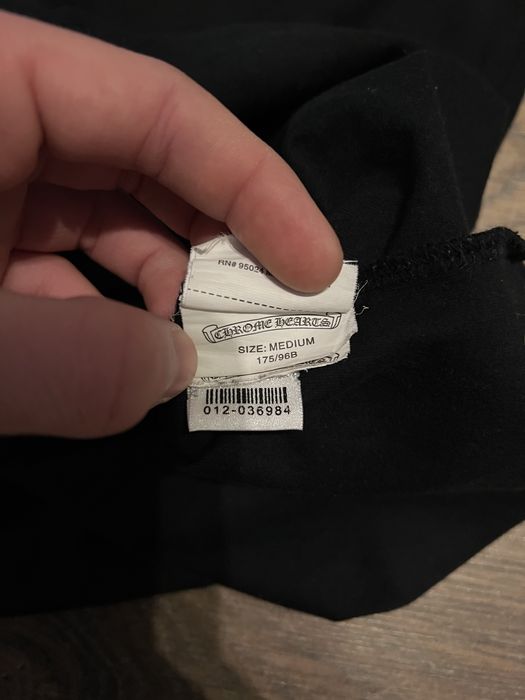 RN# 95024
CHROME HEARTS
SIZE: MEDIUM
175/96B
012-036984